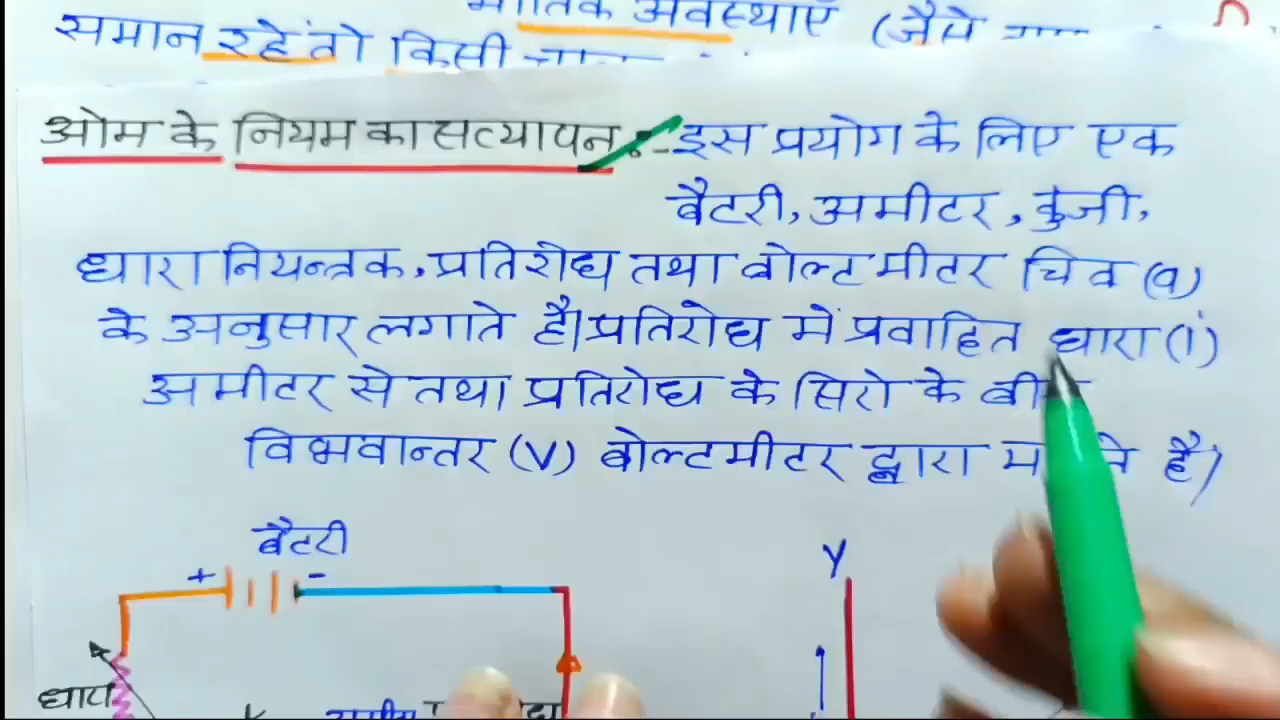 भौतिक अवस्थाएँ (जैसे
समान रहे तो किसी
ओम के नियम का सत्यापन :- इस प्रयोग के लिए एक
बैटरी, अमीटर, कुंजी,
धारा नियन्त्रक, प्रतिरोध तथा वोल्टमीटर चित्र (a)
के अनुसार लगाते है। प्रतिरोध में प्रवाहित धारा (i)
अमीटर से तथा प्रतिरोध के सिरो के
विभवान्तर (V) वोल्टमीटर द्वारा है।
बैटरी
+ -
Y
धारा
K